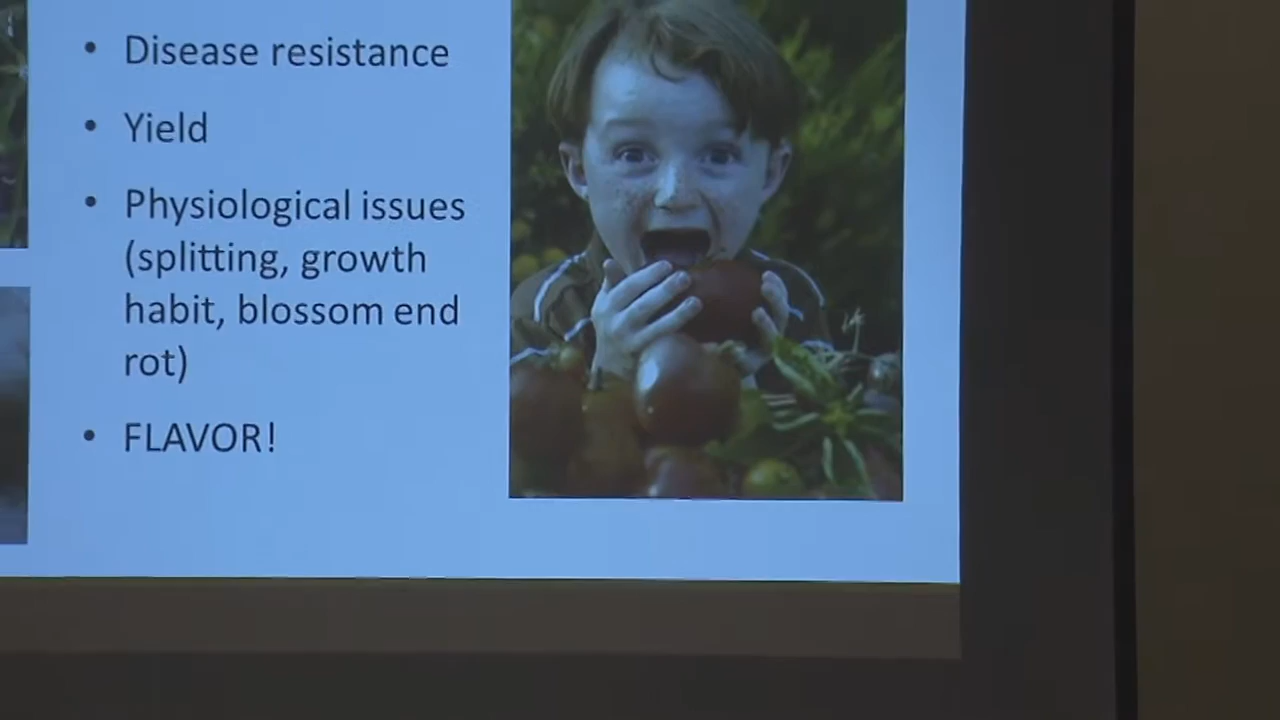 • Disease resistance
• Yield
• Physiological issues
(splitting, growth
habit, blossom end
rot)
• FLAVOR!